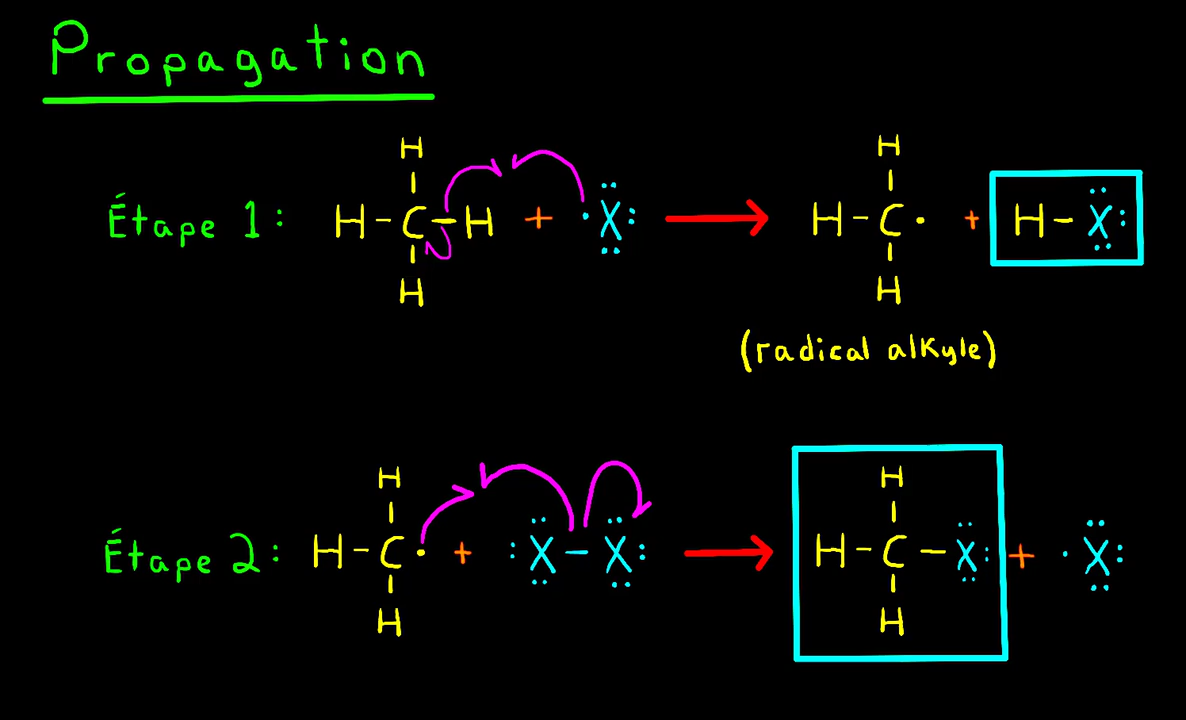 Propagation
H
Étape 1: H-C-H + ·Ẍ: → H-C· + H-Ẍ:
H H
(radical alkyle)
H H
Étape 2: H-C· + :Ẍ-Ẍ: → H-C-Ẍ: + ·Ẍ:
H H